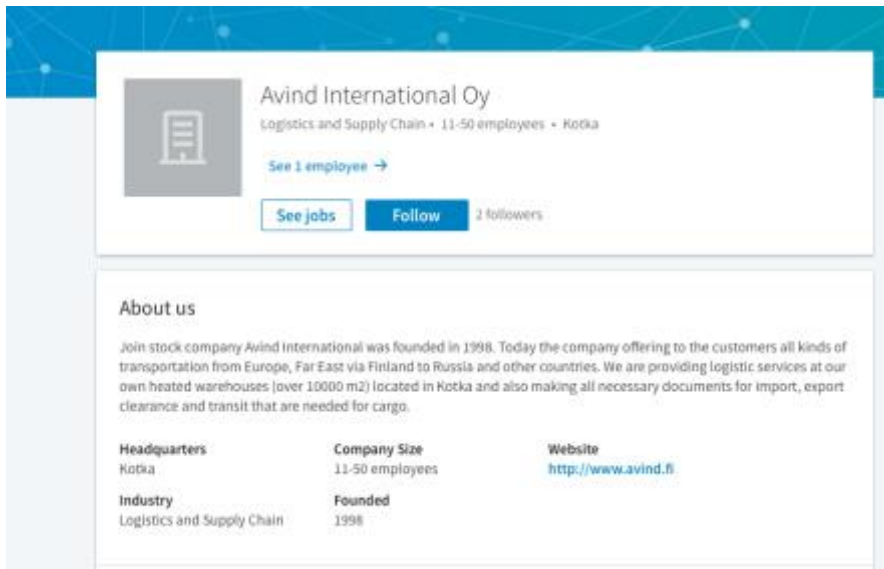 Avind International Oy
Logistics and Supply Chain • 11-50 employees • Kotka
See 1 employee →
See jobs
Follow
2 followers
About us
Join stock company Avind International was founded in 1998. Today the company offering to the customers all kinds of
transportation from Europe, Far East via Finland to Russia and other countries. We are providing logistic services at our
own heated warehouses (over 10000 m2) located in Kotka and also making all necessary documents for import, export
clearance and transit that are needed for cargo.
Headquarters
Kotka
Company Size
11-50 employees
Website
http://www.avind.fi
Industry
Logistics and Supply Chain
Founded
1998